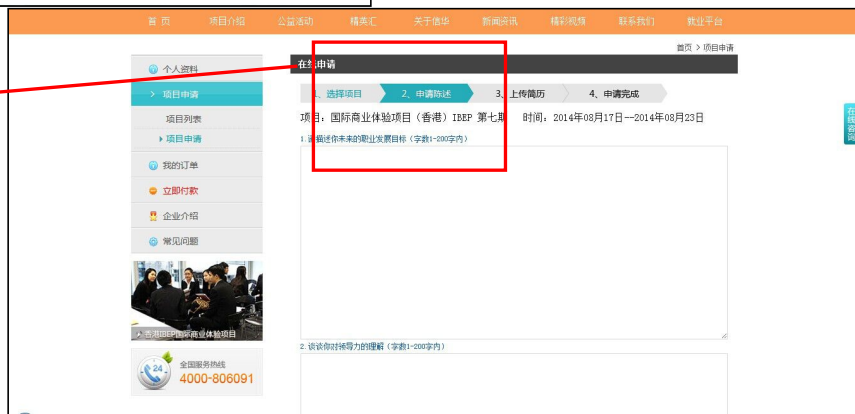 首 页 项目介绍 公益活动 精英汇 关于信华 新闻资讯 精彩视频 联系我们 就业平台
首页 > 项目申请
个人资料
> 项目申请
项目列表
项目申请
我的订单
立即付款
企业介绍
常见问题
香港IBEP国际商业体验项目
24
全国服务热线
4000-806091
在线申请
1、选择项目 2、申请陈述 3、上传简历 4、申请完成
项目：国际商业体验项目（香港）IBEP 第七期 时间：2014年08月17日--2014年08月23日
1.请描述你未来的职业发展目标（字数1-200字内）
2.谈谈你对领导力的理解（字数1-200字内）
在线咨询